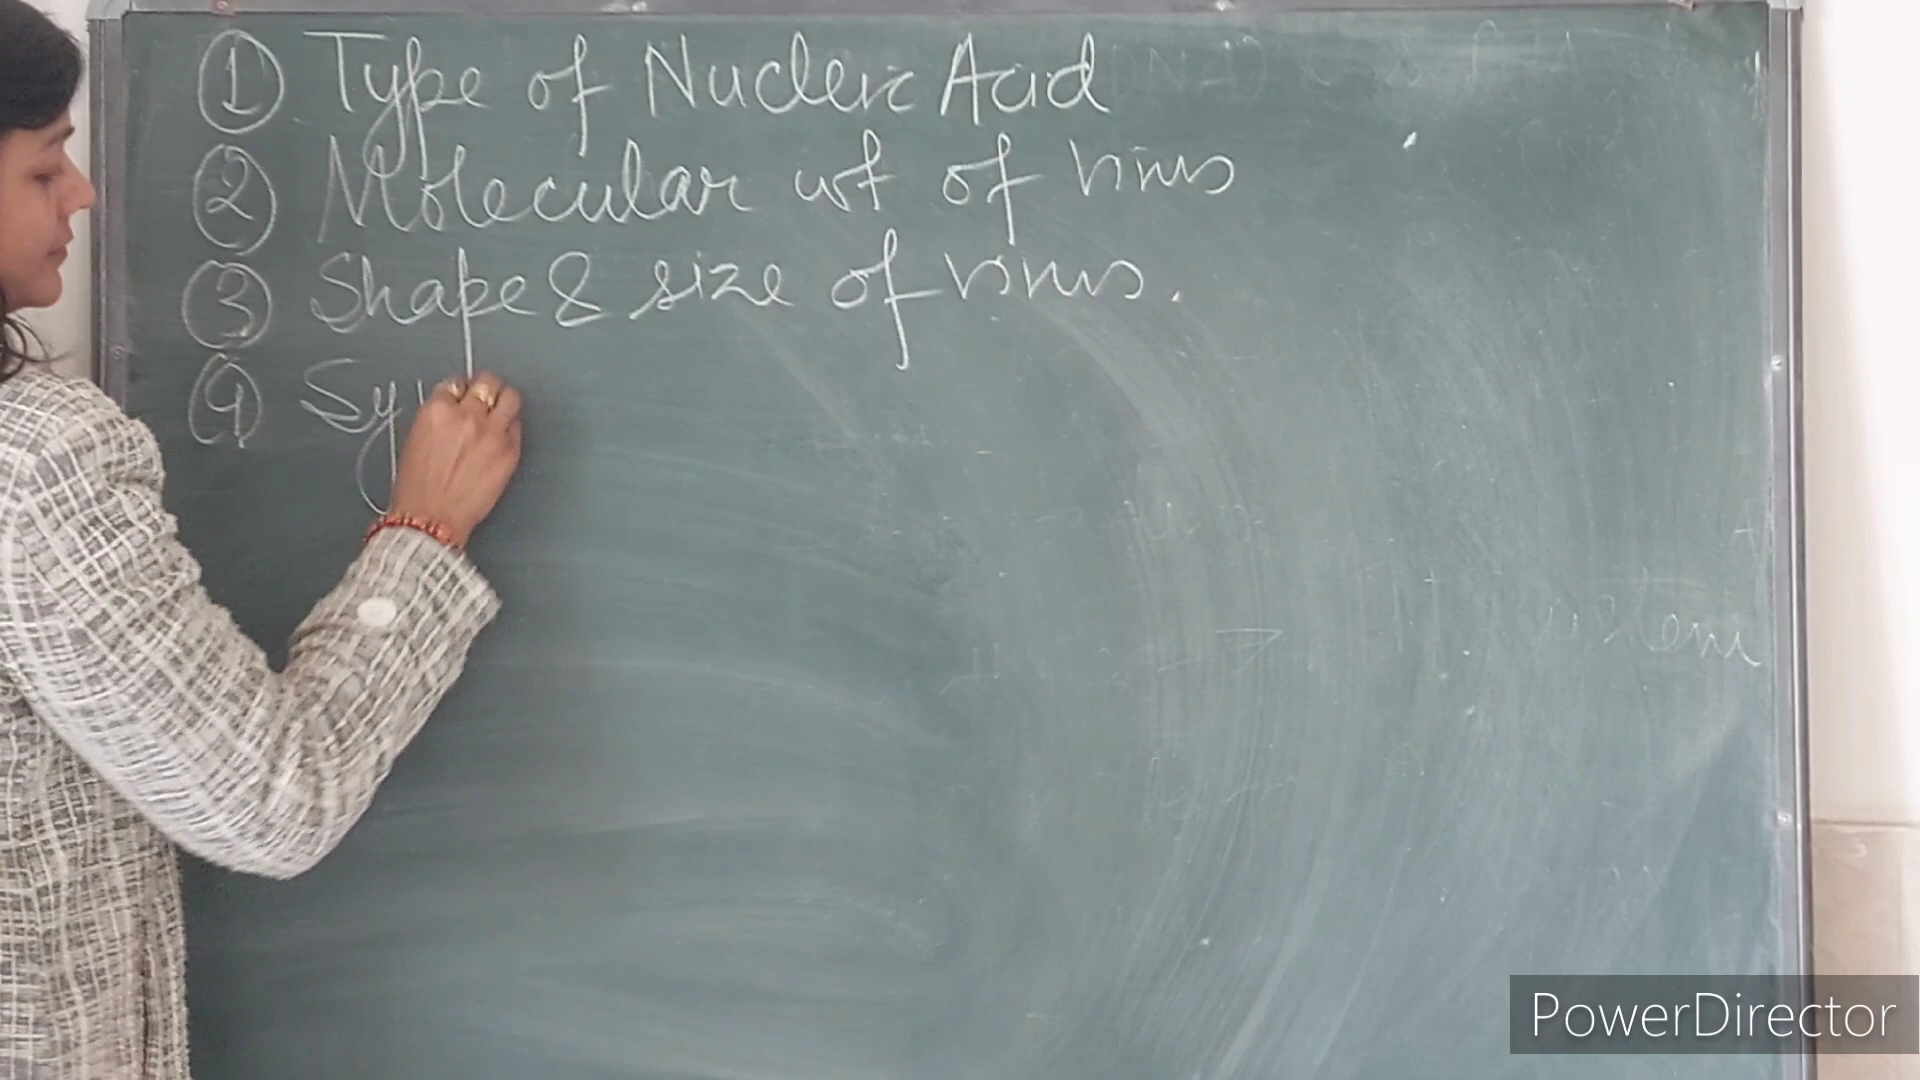 ① Type of Nucleic Acid
② Molecular wt of virus
③ Shape & size of virus.
④ Sy
PowerDirector